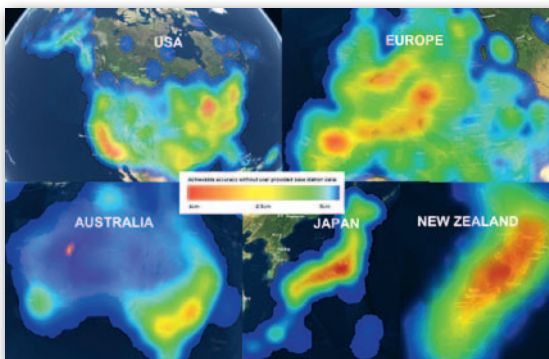 USA
EUROPE
Achievable accuracy without user provided base station data
AUSTRALIA
JAPAN
NEW ZEALAND